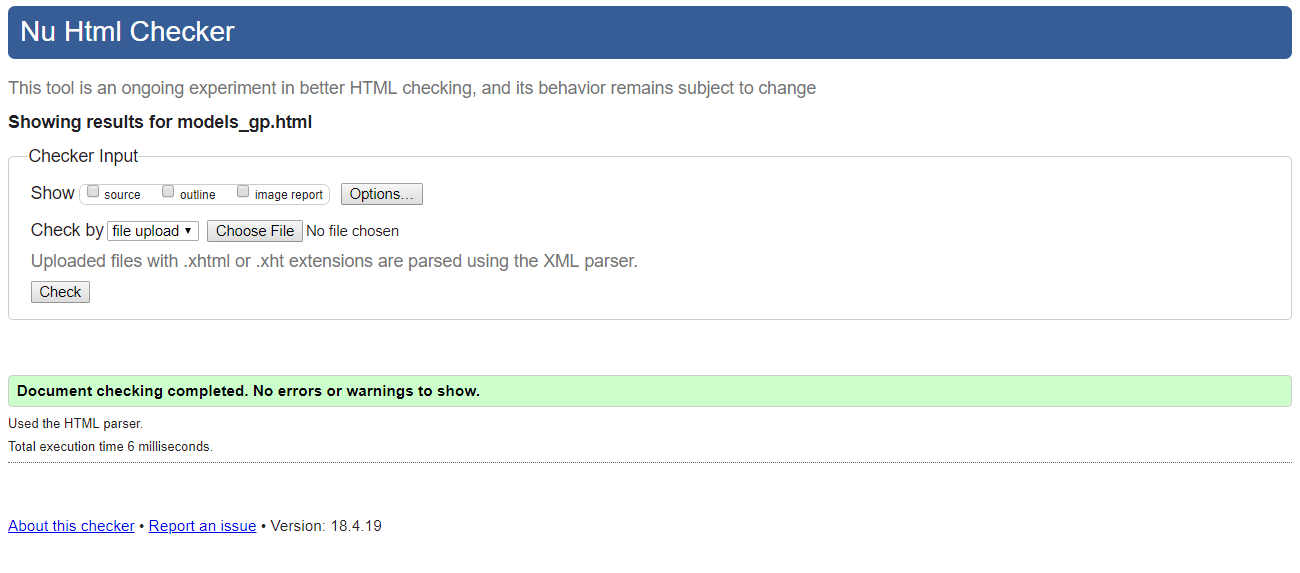 Nu Html Checker
This tool is an ongoing experiment in better HTML checking, and its behavior remains subject to change
Showing results for models_gp.html
Checker Input
Show source outline image report Options...
Check by file upload Choose File No file chosen
Uploaded files with .xhtml or .xht extensions are parsed using the XML parser.
Check
Document checking completed. No errors or warnings to show.
Used the HTML parser.
Total execution time 6 milliseconds.
About this checker • Report an issue • Version: 18.4.19